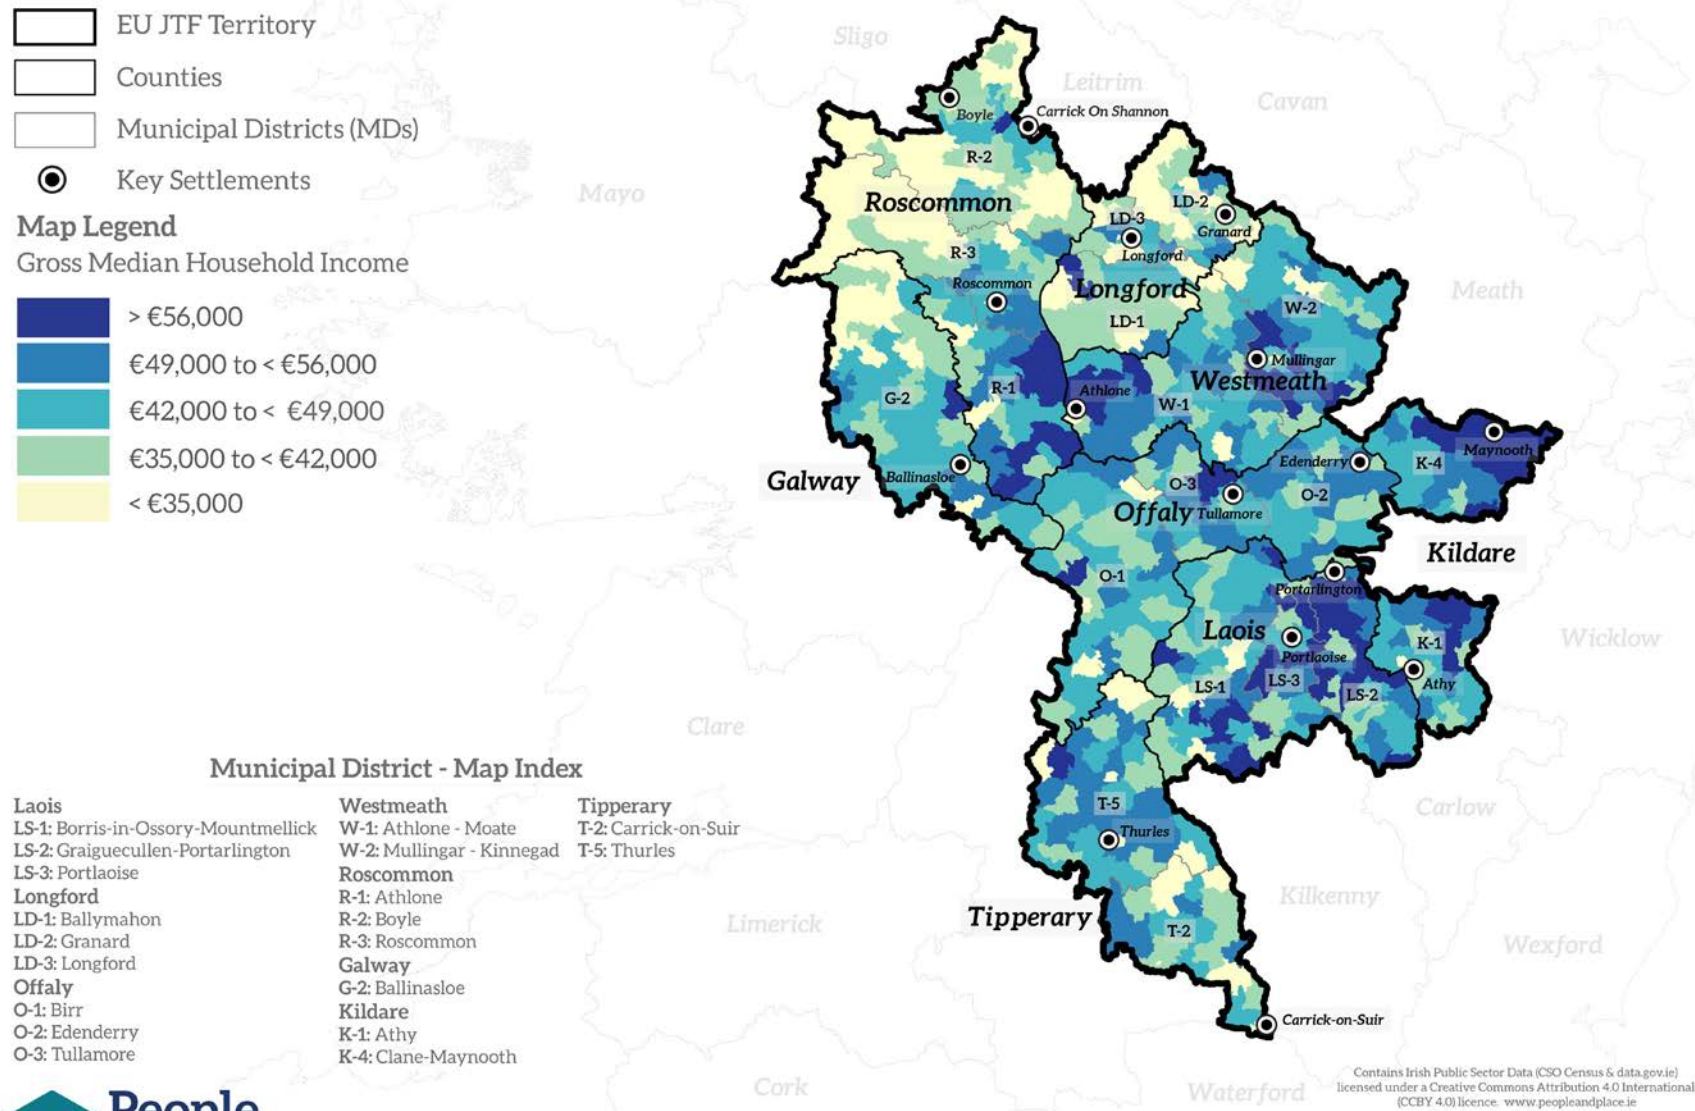 EU JTF Territory
Counties
Municipal Districts (MDs)
Key Settlements
Map Legend
Gross Median Household Income
> €56,000
€49,000 to < €56,000
€42,000 to < €49,000
€35,000 to < €42,000
< €35,000
Sligo
Leitrim
Cavan
Mayo
Meath
Wicklow
Clare
Carlow
Limerick
Kilkenny
Wexford
Cork
Waterford
Boyle
Carrick On Shannon
R-2
Roscommon
LD-3
LD-2
Granard
Longford
R-3
Roscommon
Longford
LD-1
W-2
Mullingar
Westmeath
R-1
Athlone
G-2
W-1
Galway
Ballinasloe
Edenderry
K-4
Maynooth
O-3
O-2
Offaly
Tullamore
Kildare
O-1
Portarlington
Laois
Portlaoise
K-1
Athy
LS-1
LS-3
LS-2
T-5
Thurles
Tipperary
T-2
Carrick-on-Suir
Municipal District - Map Index
Laois
LS-1: Borris-in-Ossory-Mountmellick
LS-2: Graiguecullen-Portarlington
LS-3: Portlaoise
Longford
LD-1: Ballymahon
LD-2: Granard
LD-3: Longford
Offaly
O-1: Birr
O-2: Edenderry
O-3: Tullamore
Westmeath
W-1: Athlone - Moate
W-2: Mullingar - Kinnegad
Roscommon
R-1: Athlone
R-2: Boyle
R-3: Roscommon
Galway
G-2: Ballinasloe
Kildare
K-1: Athy
K-4: Clane-Maynooth
Tipperary
T-2: Carrick-on-Suir
T-5: Thurles
People
Contains Irish Public Sector Data (CSO Census & data.gov.ie)
licensed under a Creative Commons Attribution 4.0 International
(CCBY 4.0) licence. www.peopleandplace.ie